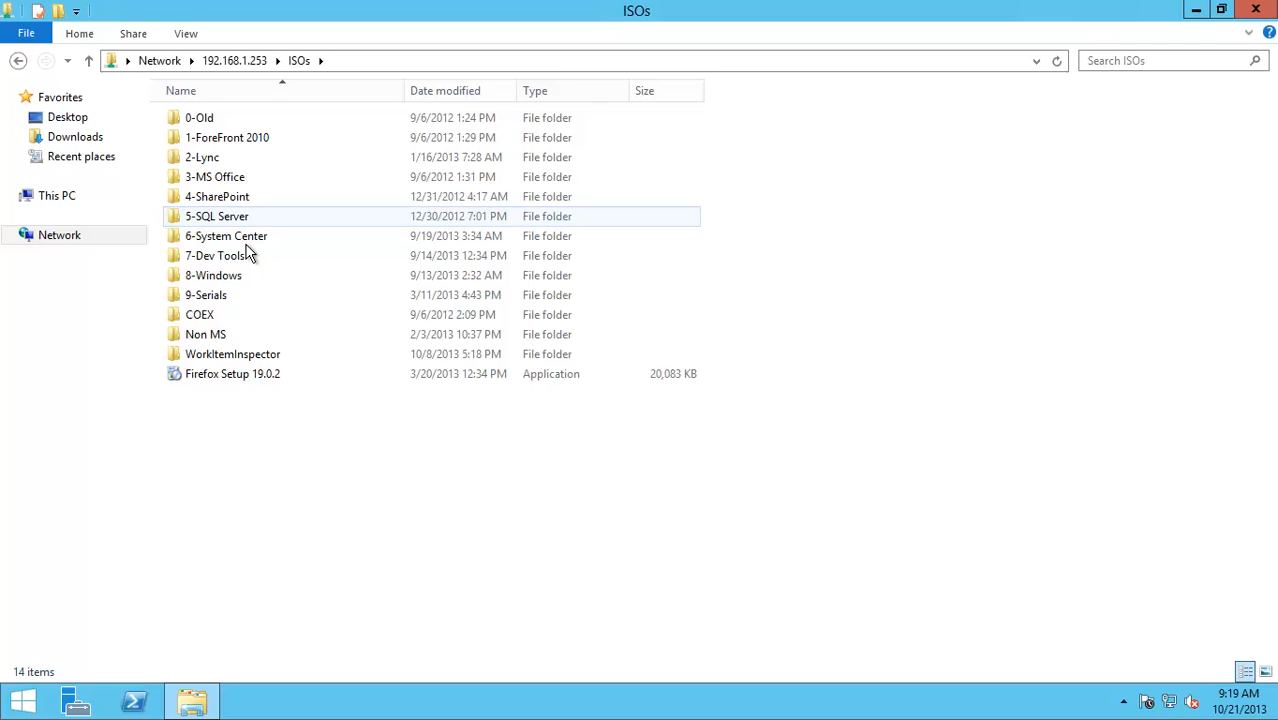 ISOs
File Home Share View
Network 192.168.1.253 ISOs Search ISOs
Name Date modified Type Size
Favorites
Desktop
Downloads
Recent places
This PC
Network
0-Old 9/6/2012 1:24 PM File folder
1-ForeFront 2010 9/6/2012 1:29 PM File folder
2-Lync 1/16/2013 7:28 AM File folder
3-MS Office 9/6/2012 1:31 PM File folder
4-SharePoint 12/31/2012 4:17 AM File folder
5-SQL Server 12/30/2012 7:01 PM File folder
6-System Center 9/19/2013 3:34 AM File folder
7-Dev Tools 9/14/2013 12:34 PM File folder
8-Windows 9/13/2013 2:32 AM File folder
9-Serials 3/11/2013 4:43 PM File folder
COEX 9/6/2012 2:09 PM File folder
Non MS 2/3/2013 10:37 PM File folder
WorkItemInspector 10/8/2013 5:18 PM File folder
Firefox Setup 19.0.2 3/20/2013 12:34 PM Application 20,083 KB
14 items
9:19 AM
10/21/2013